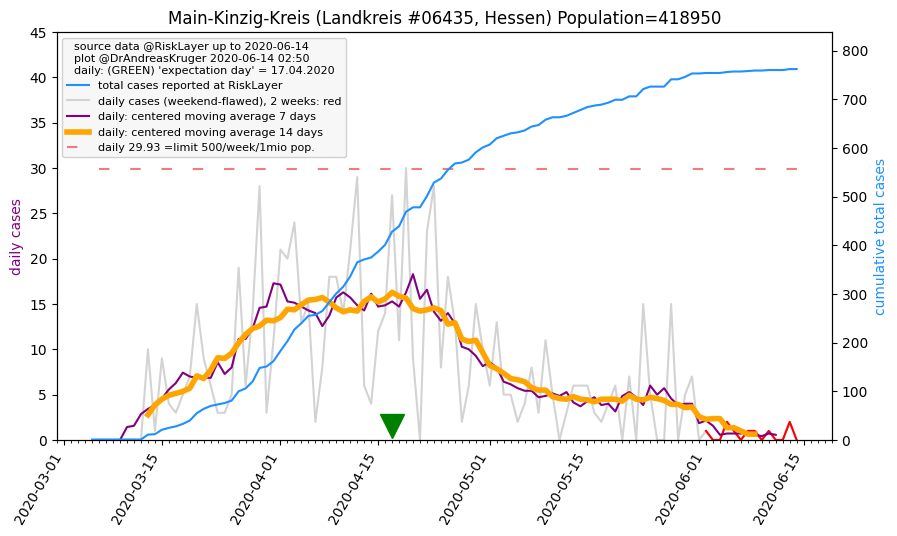 Main-Kinzig-Kreis (Landkreis #06435, Hessen) Population=418950
source data @RiskLayer up to 2020-06-14
plot @DrAndreasKruger 2020-06-14 02:50
daily: (GREEN) 'expectation day' = 17.04.2020
total cases reported at RiskLayer
daily cases (weekend-flawed), 2 weeks: red
daily: centered moving average 7 days
daily: centered moving average 14 days
daily 29.93 =limit 500/week/1mio pop.
daily cases
45
40
35
30
25
20
15
10
5
0
cumulative total cases
800
700
600
500
400
300
200
100
0
2020-03-01
2020-03-15
2020-04-01
2020-04-15
2020-05-01
2020-05-15
2020-06-01
2020-06-15